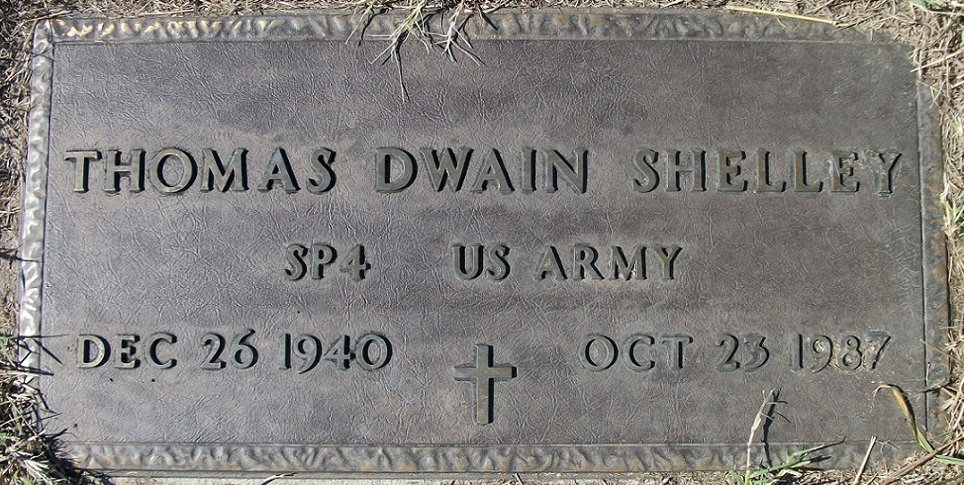 THOMAS DWAIN SHELLEY
SP4 US ARMY
DEC 26 1940 OCT 23 1987